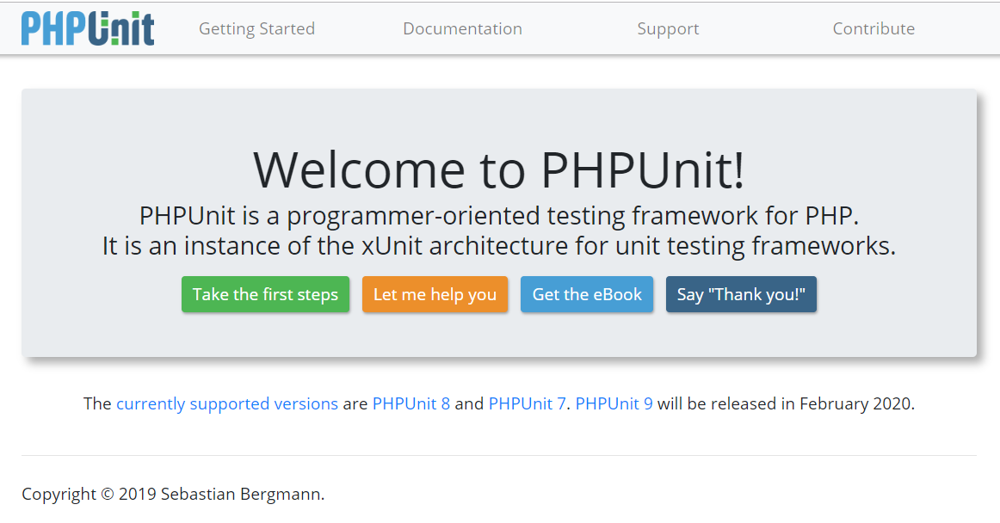 PHPUnit
Getting Started
Documentation
Support
Contribute
Welcome to PHPUnit!
PHPUnit is a programmer-oriented testing framework for PHP.
It is an instance of the xUnit architecture for unit testing frameworks.
Take the first steps
Let me help you
Get the eBook
Say "Thank you!"
The currently supported versions are PHPUnit 8 and PHPUnit 7. PHPUnit 9 will be released in February 2020.
Copyright © 2019 Sebastian Bergmann.